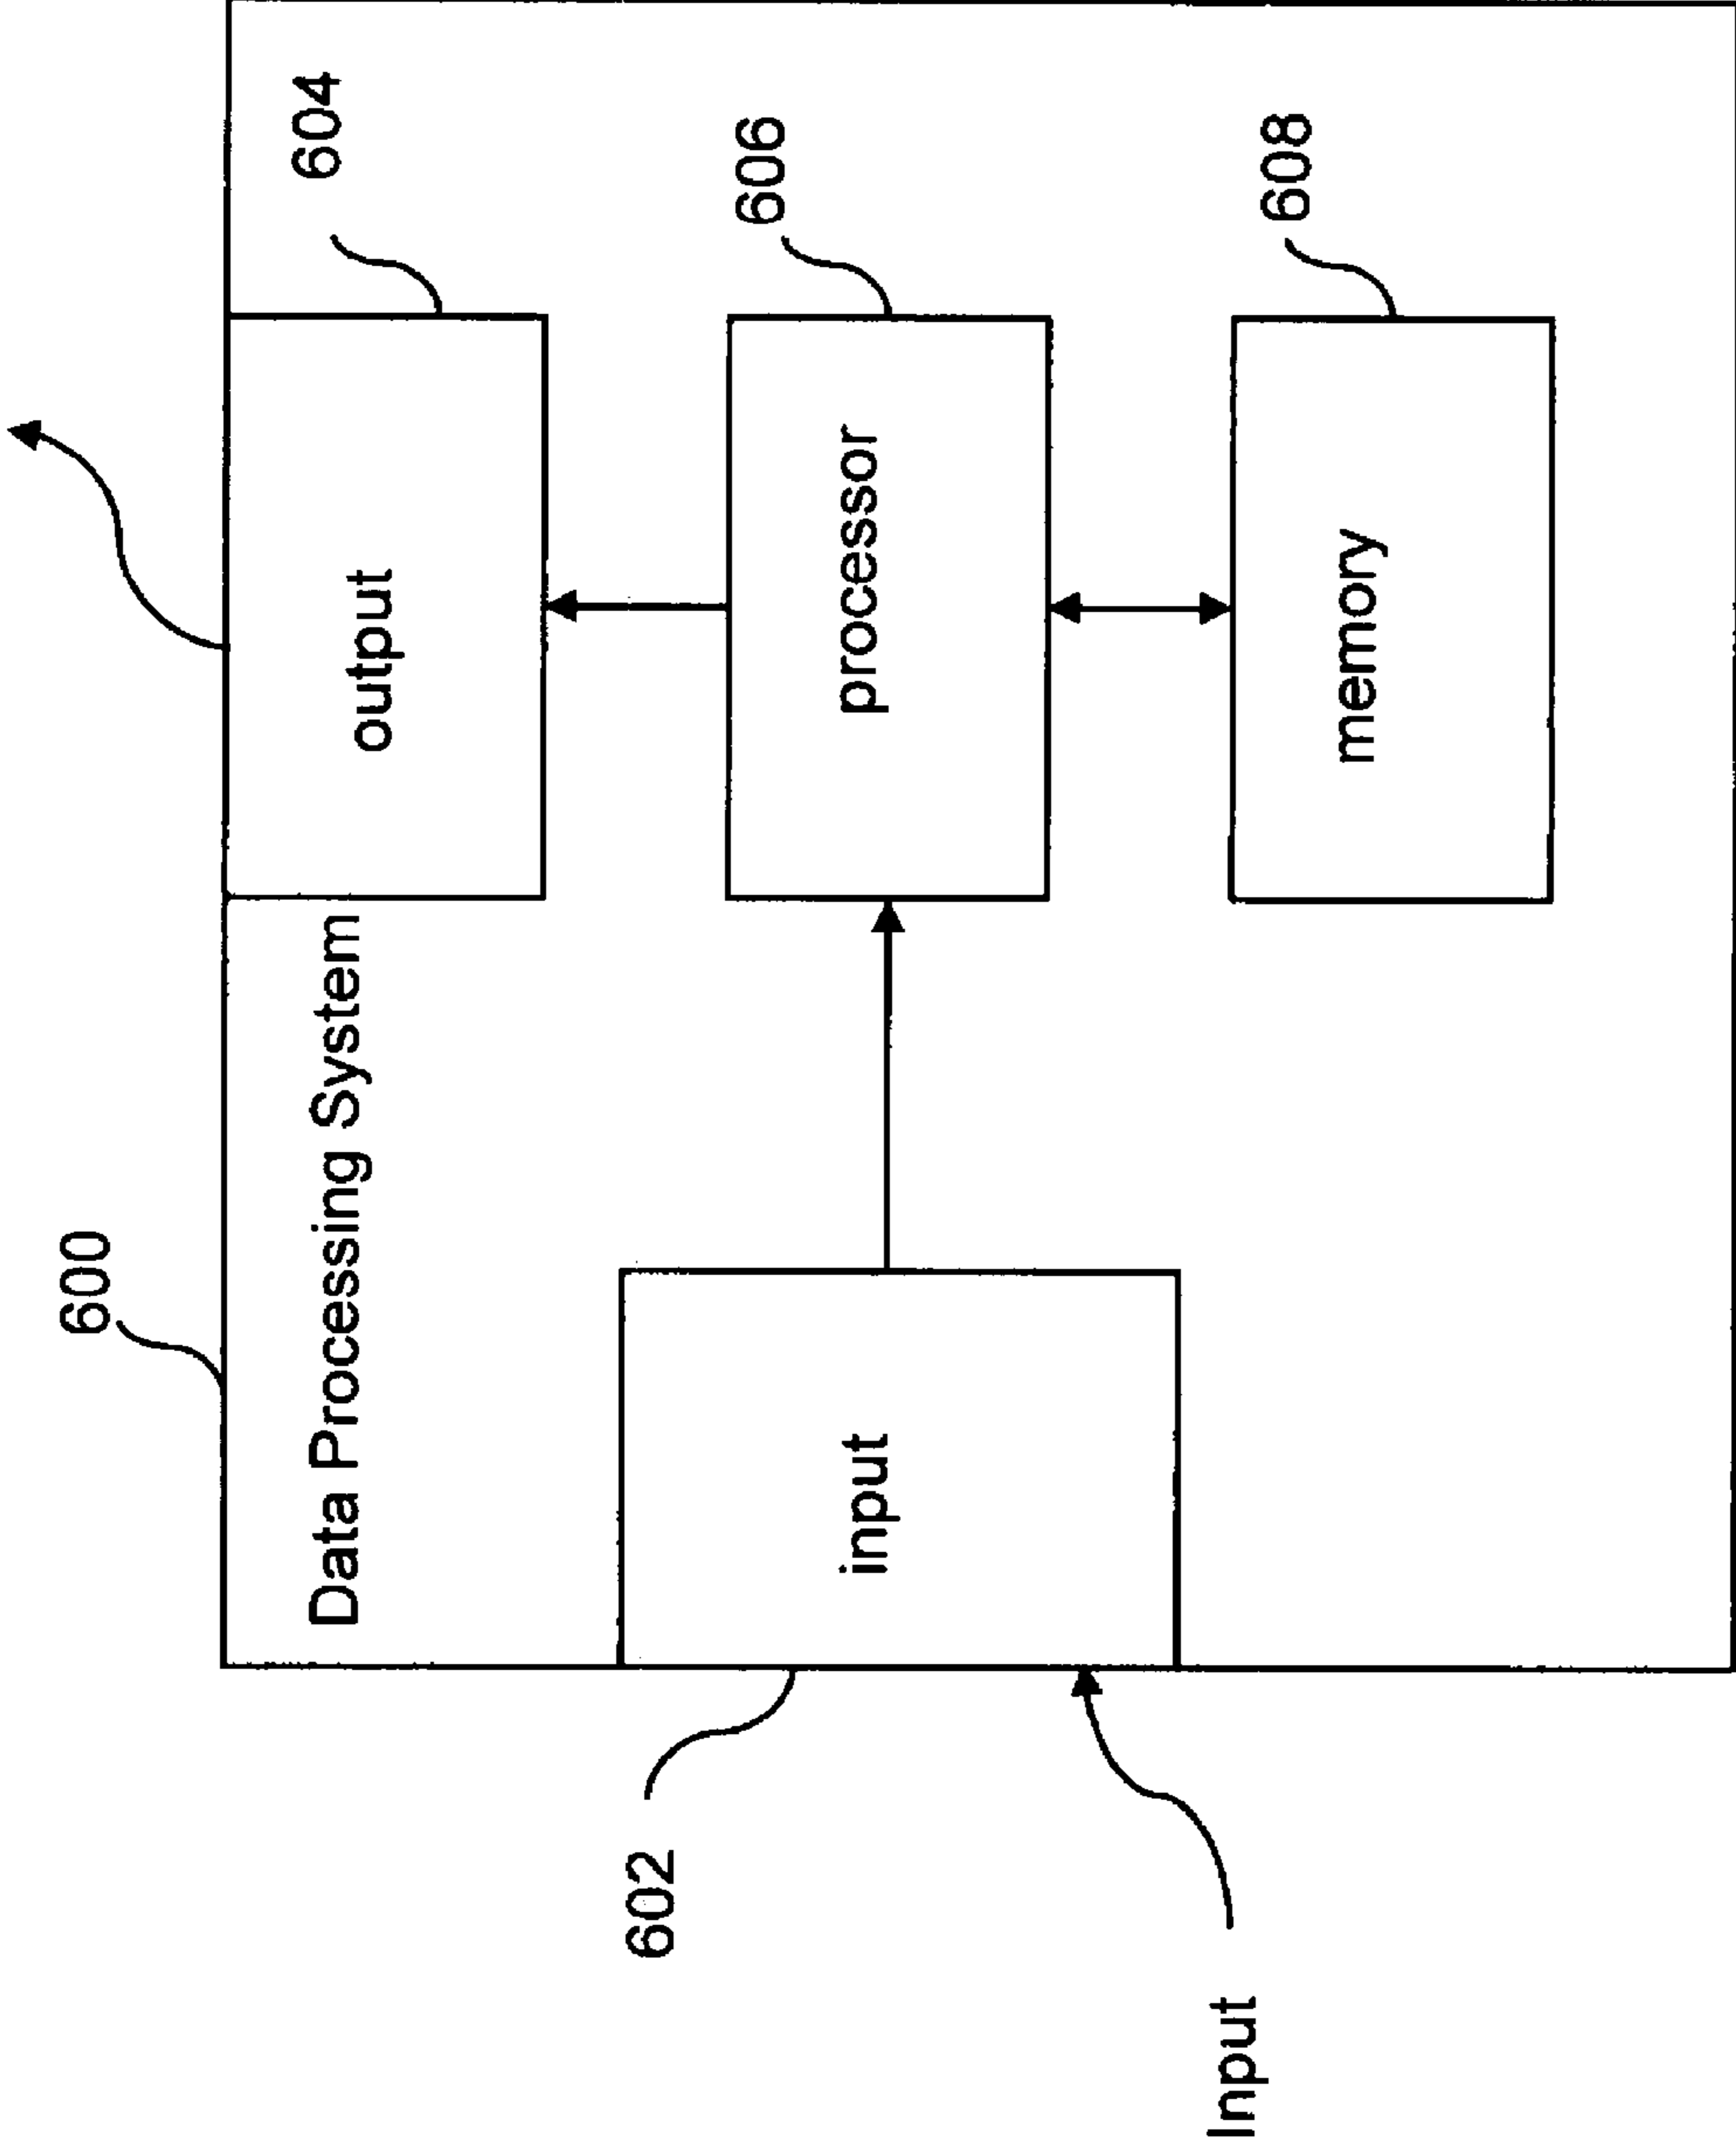 600
Data Processing System
output
604
602
input
processor
606
Input
memory
608